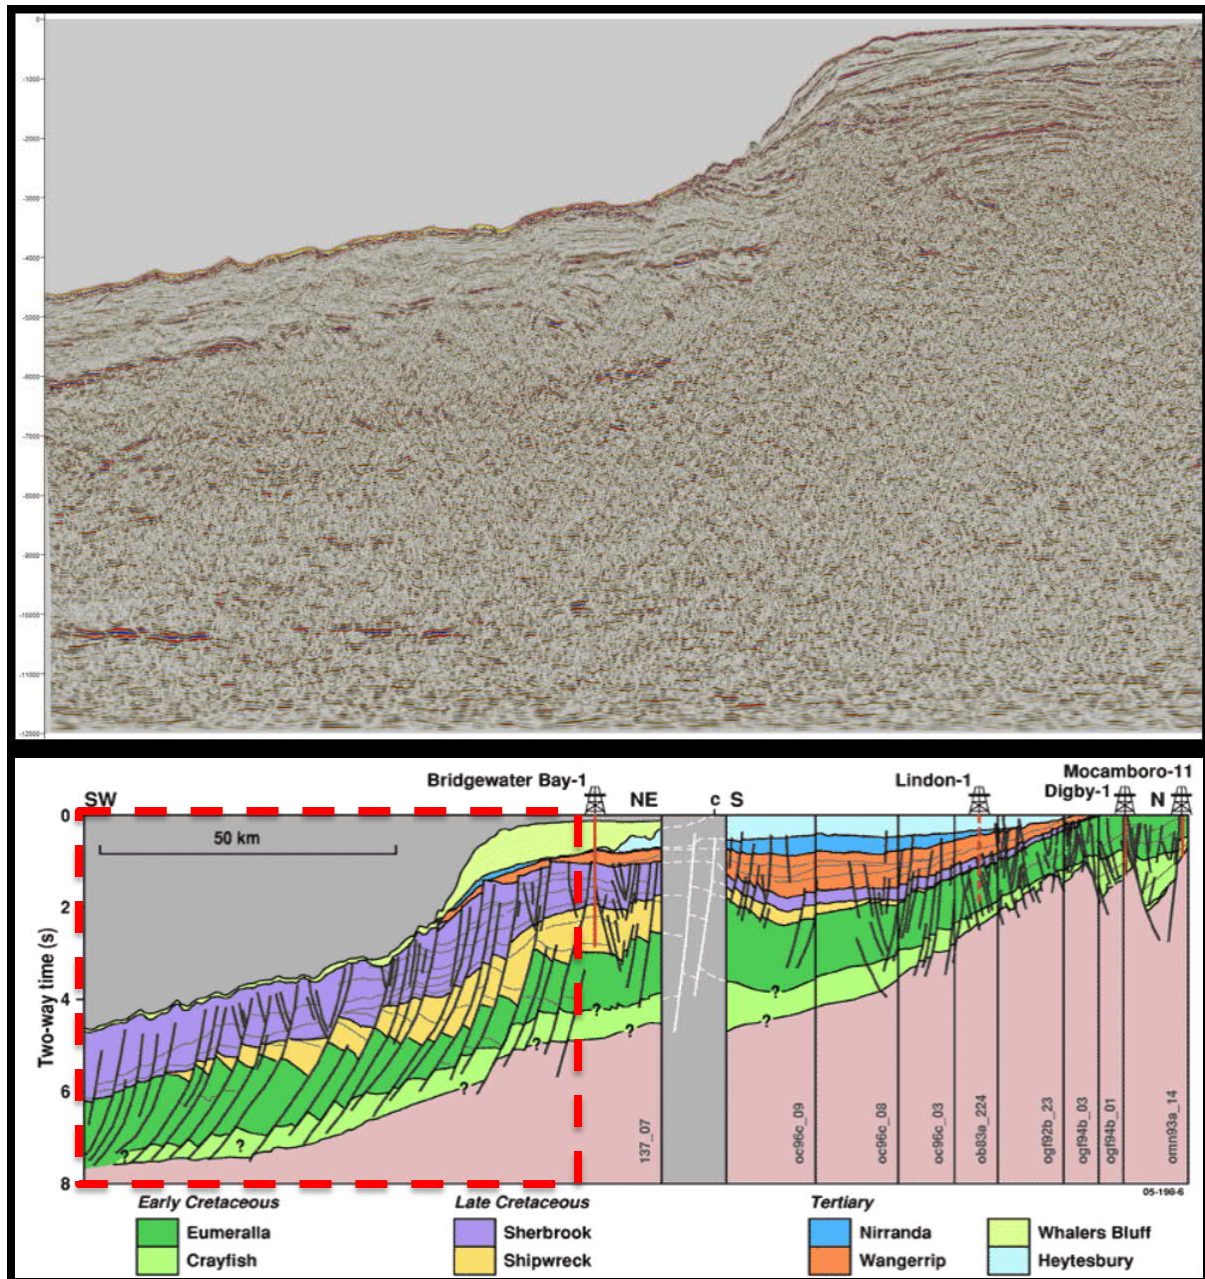 0
-1000
-2000
-3000
-4000
-5000
-6000
-7000
-8000
-9000
-10000
-11000
-12000
Mocamboro-11
Bridgewater Bay-1
Lindon-1
Digby-1
SW
NE
c
S
N
0
50 km
2
4
6
8
Two-way time (s)
?
?
?
?
?
?
?
?
137_07
oc96c_09
oc96c_08
oc96c_03
ob83a_224
ogf92b_23
ogf94b_03
ogf94b_01
omn93a_14
05-198-6
Early Cretaceous
Late Cretaceous
Tertiary
Eumeralla
Sherbrook
Nirranda
Whalers Bluff
Crayfish
Shipwreck
Wangerrip
Heytesbury